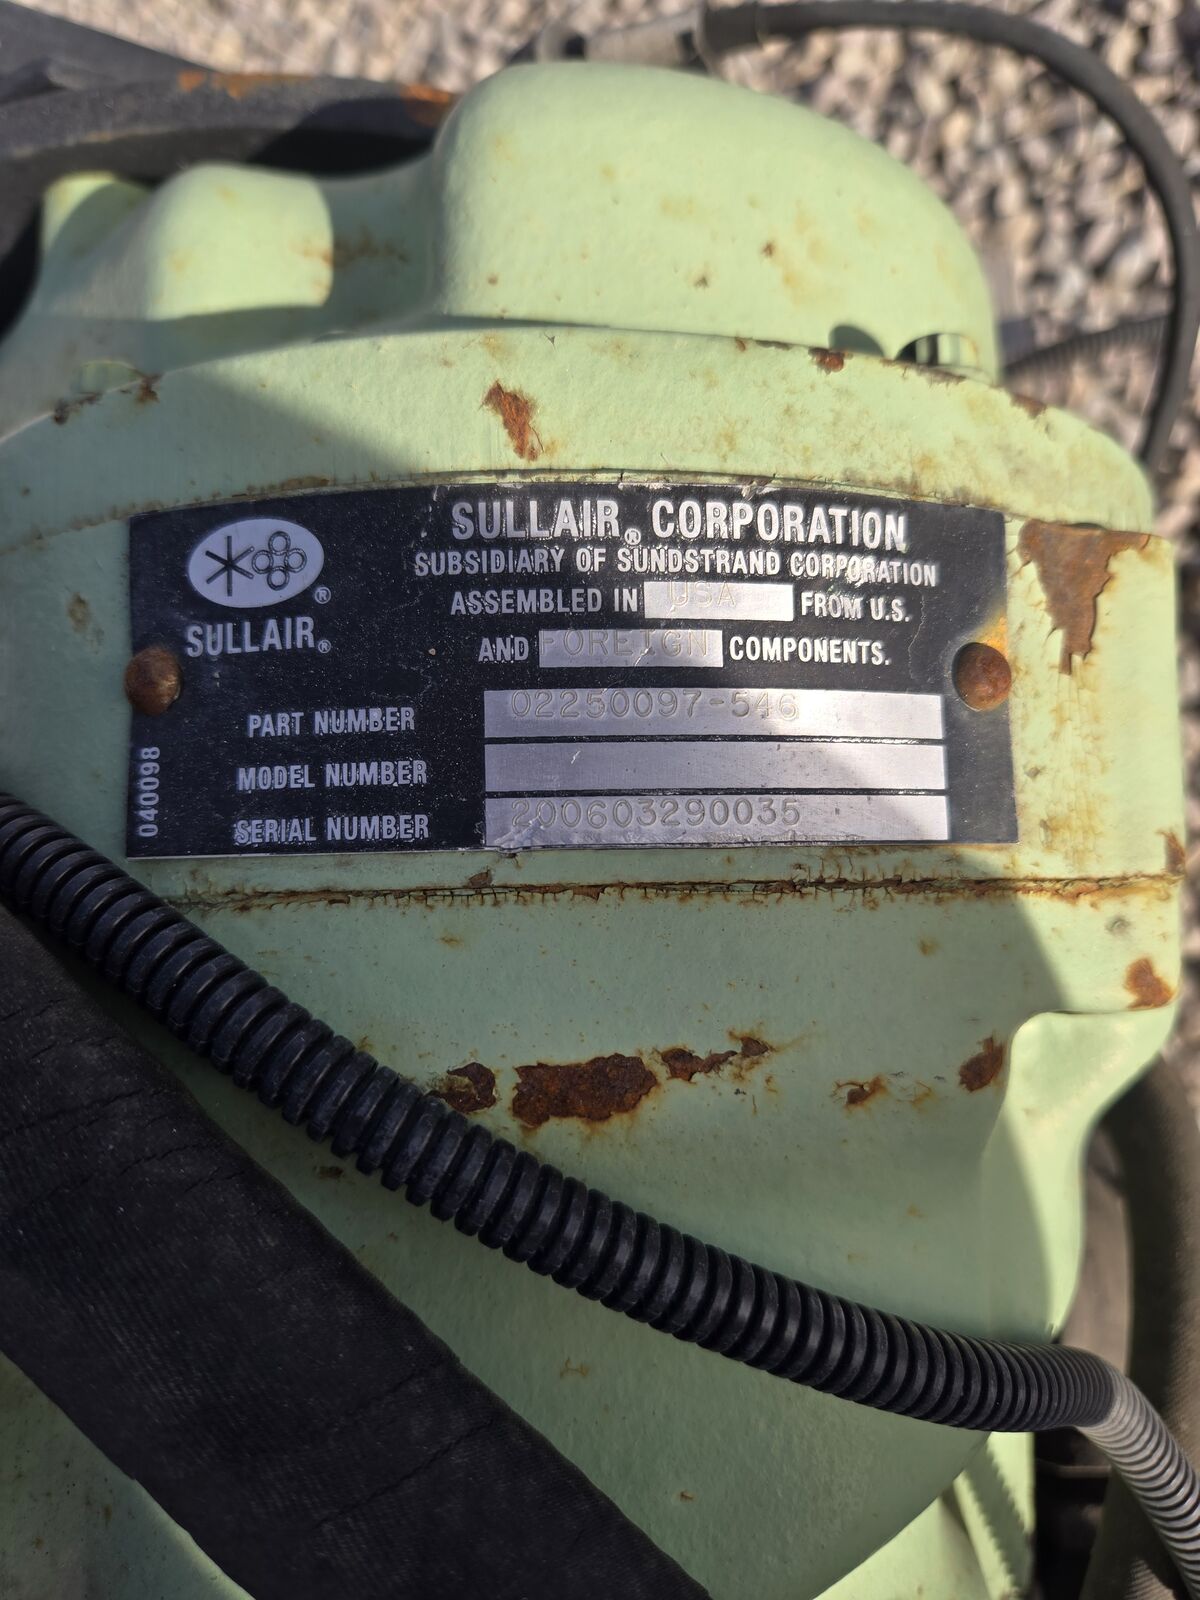 SULLAIR® CORPORATION
SUBSIDIARY OF SUNDSTRAND CORPORATION
ASSEMBLED IN USA FROM U.S.
AND FOREIGN COMPONENTS.
SULLAIR®
PART NUMBER 02250097-546
MODEL NUMBER
SERIAL NUMBER 200603290035
040098